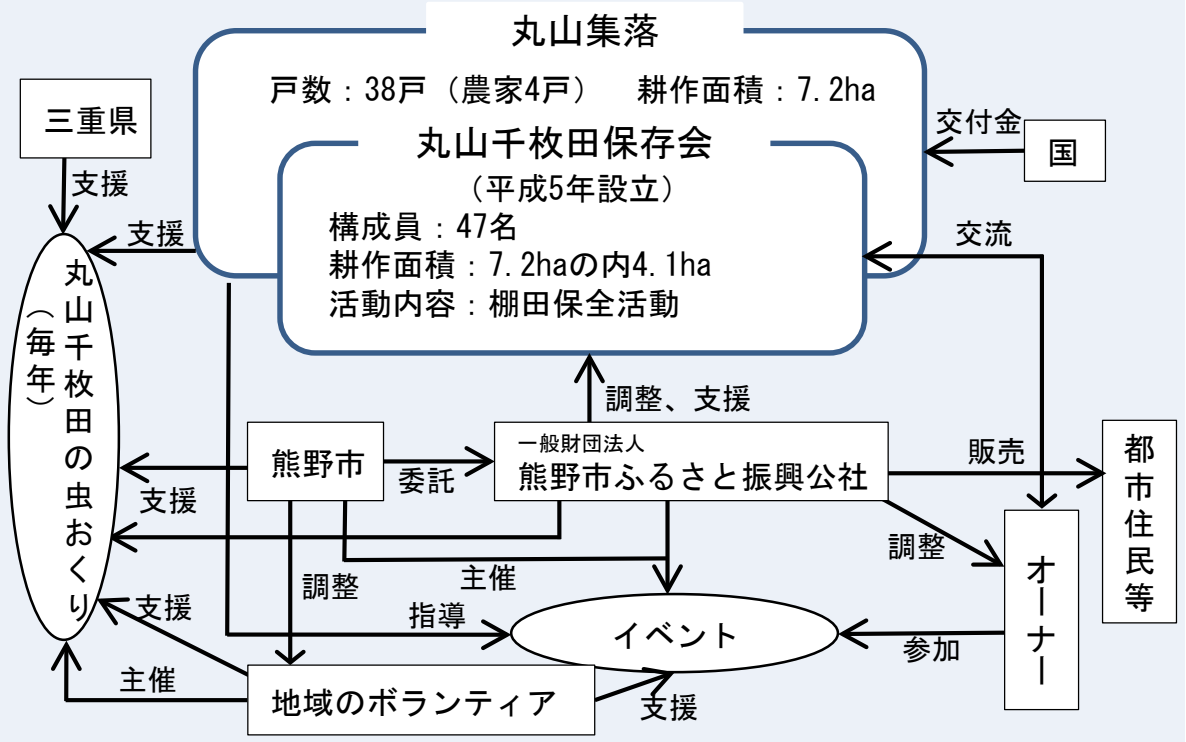 丸山集落
戸数：38戸（農家4戸）　耕作面積：7.2ha
丸山千枚田保存会
（平成5年設立）
構成員：47名
耕作面積：7.2haの内4.1ha
活動内容：棚田保全活動
三重県
支援
支援
交付金
国
交流
丸山千枚田の虫おくり
（毎年）
調整、支援
熊野市
委託
一般財団法人
熊野市ふるさと振興公社
販売
都市住民等
支援
調整
主催
調整
オーナー
支援
指導
イベント
参加
主催
地域のボランティア
支援